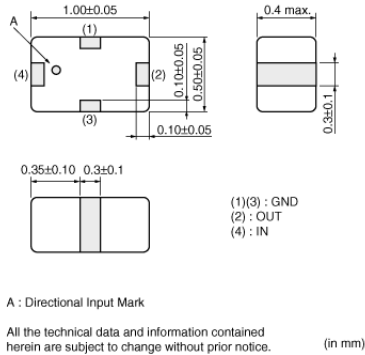 1.00±0.05
0.4 max.
A
(1)
(4)
(2)
(3)
0.10±0.05
0.50±0.05
0.10±0.05
0.3±0.1
0.35±0.10
0.3±0.1
(1)(3) : GND
(2) : OUT
(4) : IN
A : Directional Input Mark
All the technical data and information contained
herein are subject to change without prior notice.
(in mm)